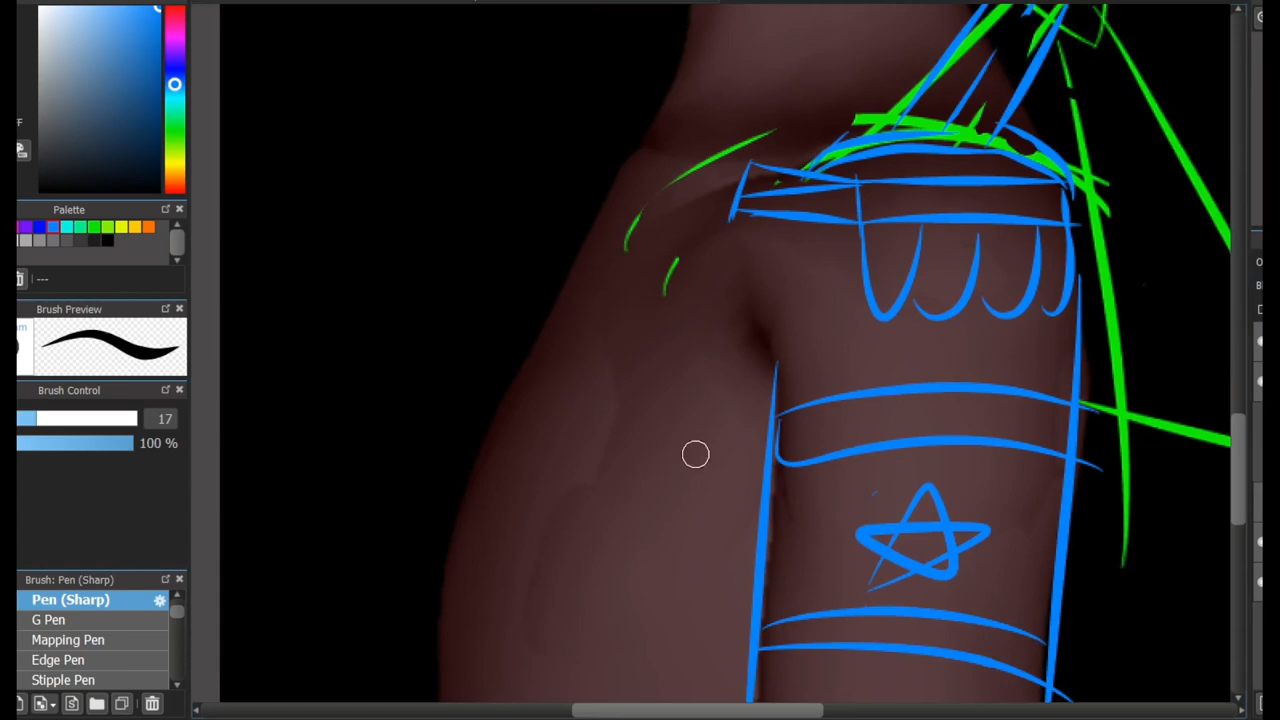 FF
Palette
---
Brush Preview
m
Brush Control
17
100 %
Brush: Pen (Sharp)
Pen (Sharp)
G Pen
Mapping Pen
Edge Pen
Stipple Pen